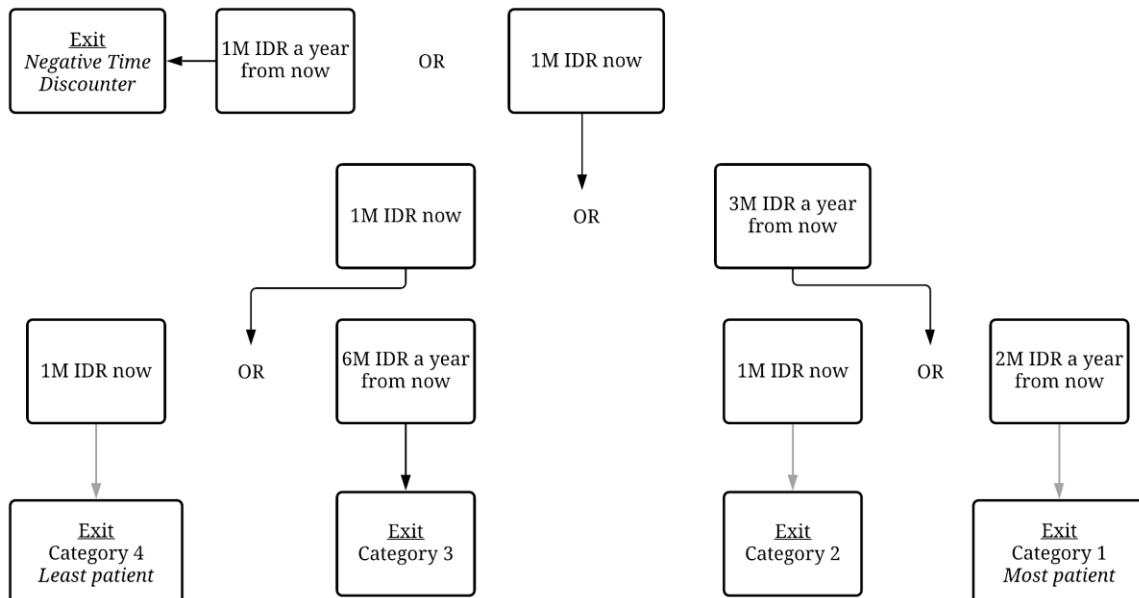 Exit
Negative Time
Discounter
1M IDR a year
from now
OR
1M IDR now
1M IDR now
OR
3M IDR a year
from now
1M IDR now
OR
6M IDR a year
from now
1M IDR now
OR
2M IDR a year
from now
Exit
Category 4
Least patient
Exit
Category 3
Exit
Category 2
Exit
Category 1
Most patient